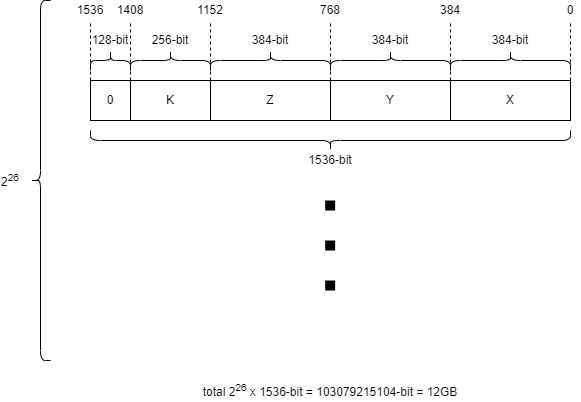 1536 1408 1152 768 384 0
128-bit 256-bit 384-bit 384-bit 384-bit
0 K Z Y X
1536-bit
2^26
total 2^26 x 1536-bit = 103079215104-bit = 12GB